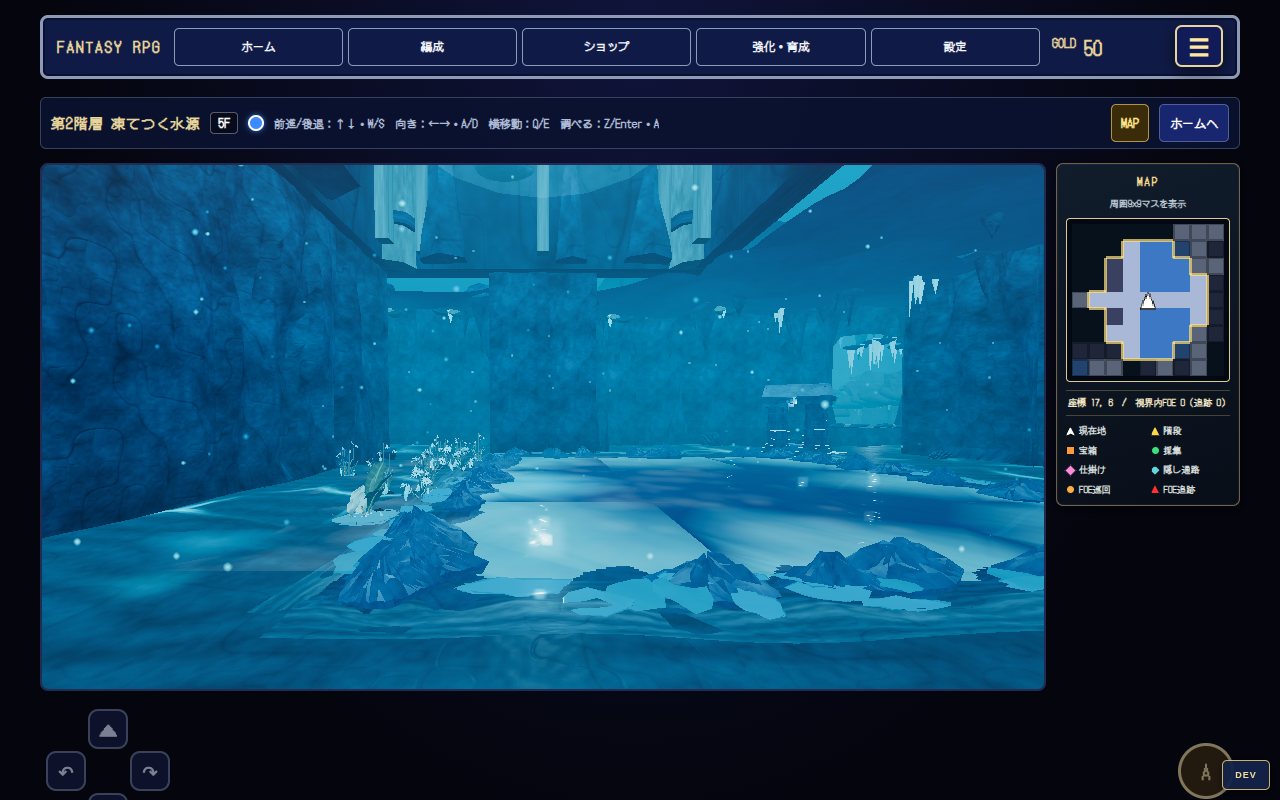 FANTASY RPG
ホーム
編成
ショップ
強化・育成
設定
GOLD 50
第2階層 凍てつく水源
5F
前進/後退：↑↓・W/S 向き：←→・A/D 横移動：Q/E 調べる：Z/Enter・A
MAP
ホームへ
MAP
周囲9x9マスを表示
座標 17, 6 / 視界内FOE 0 (追跡 0)
現在地
階段
宝箱
採集
仕掛け
隠し通路
FOE巡回
FOE追跡
A
DEV